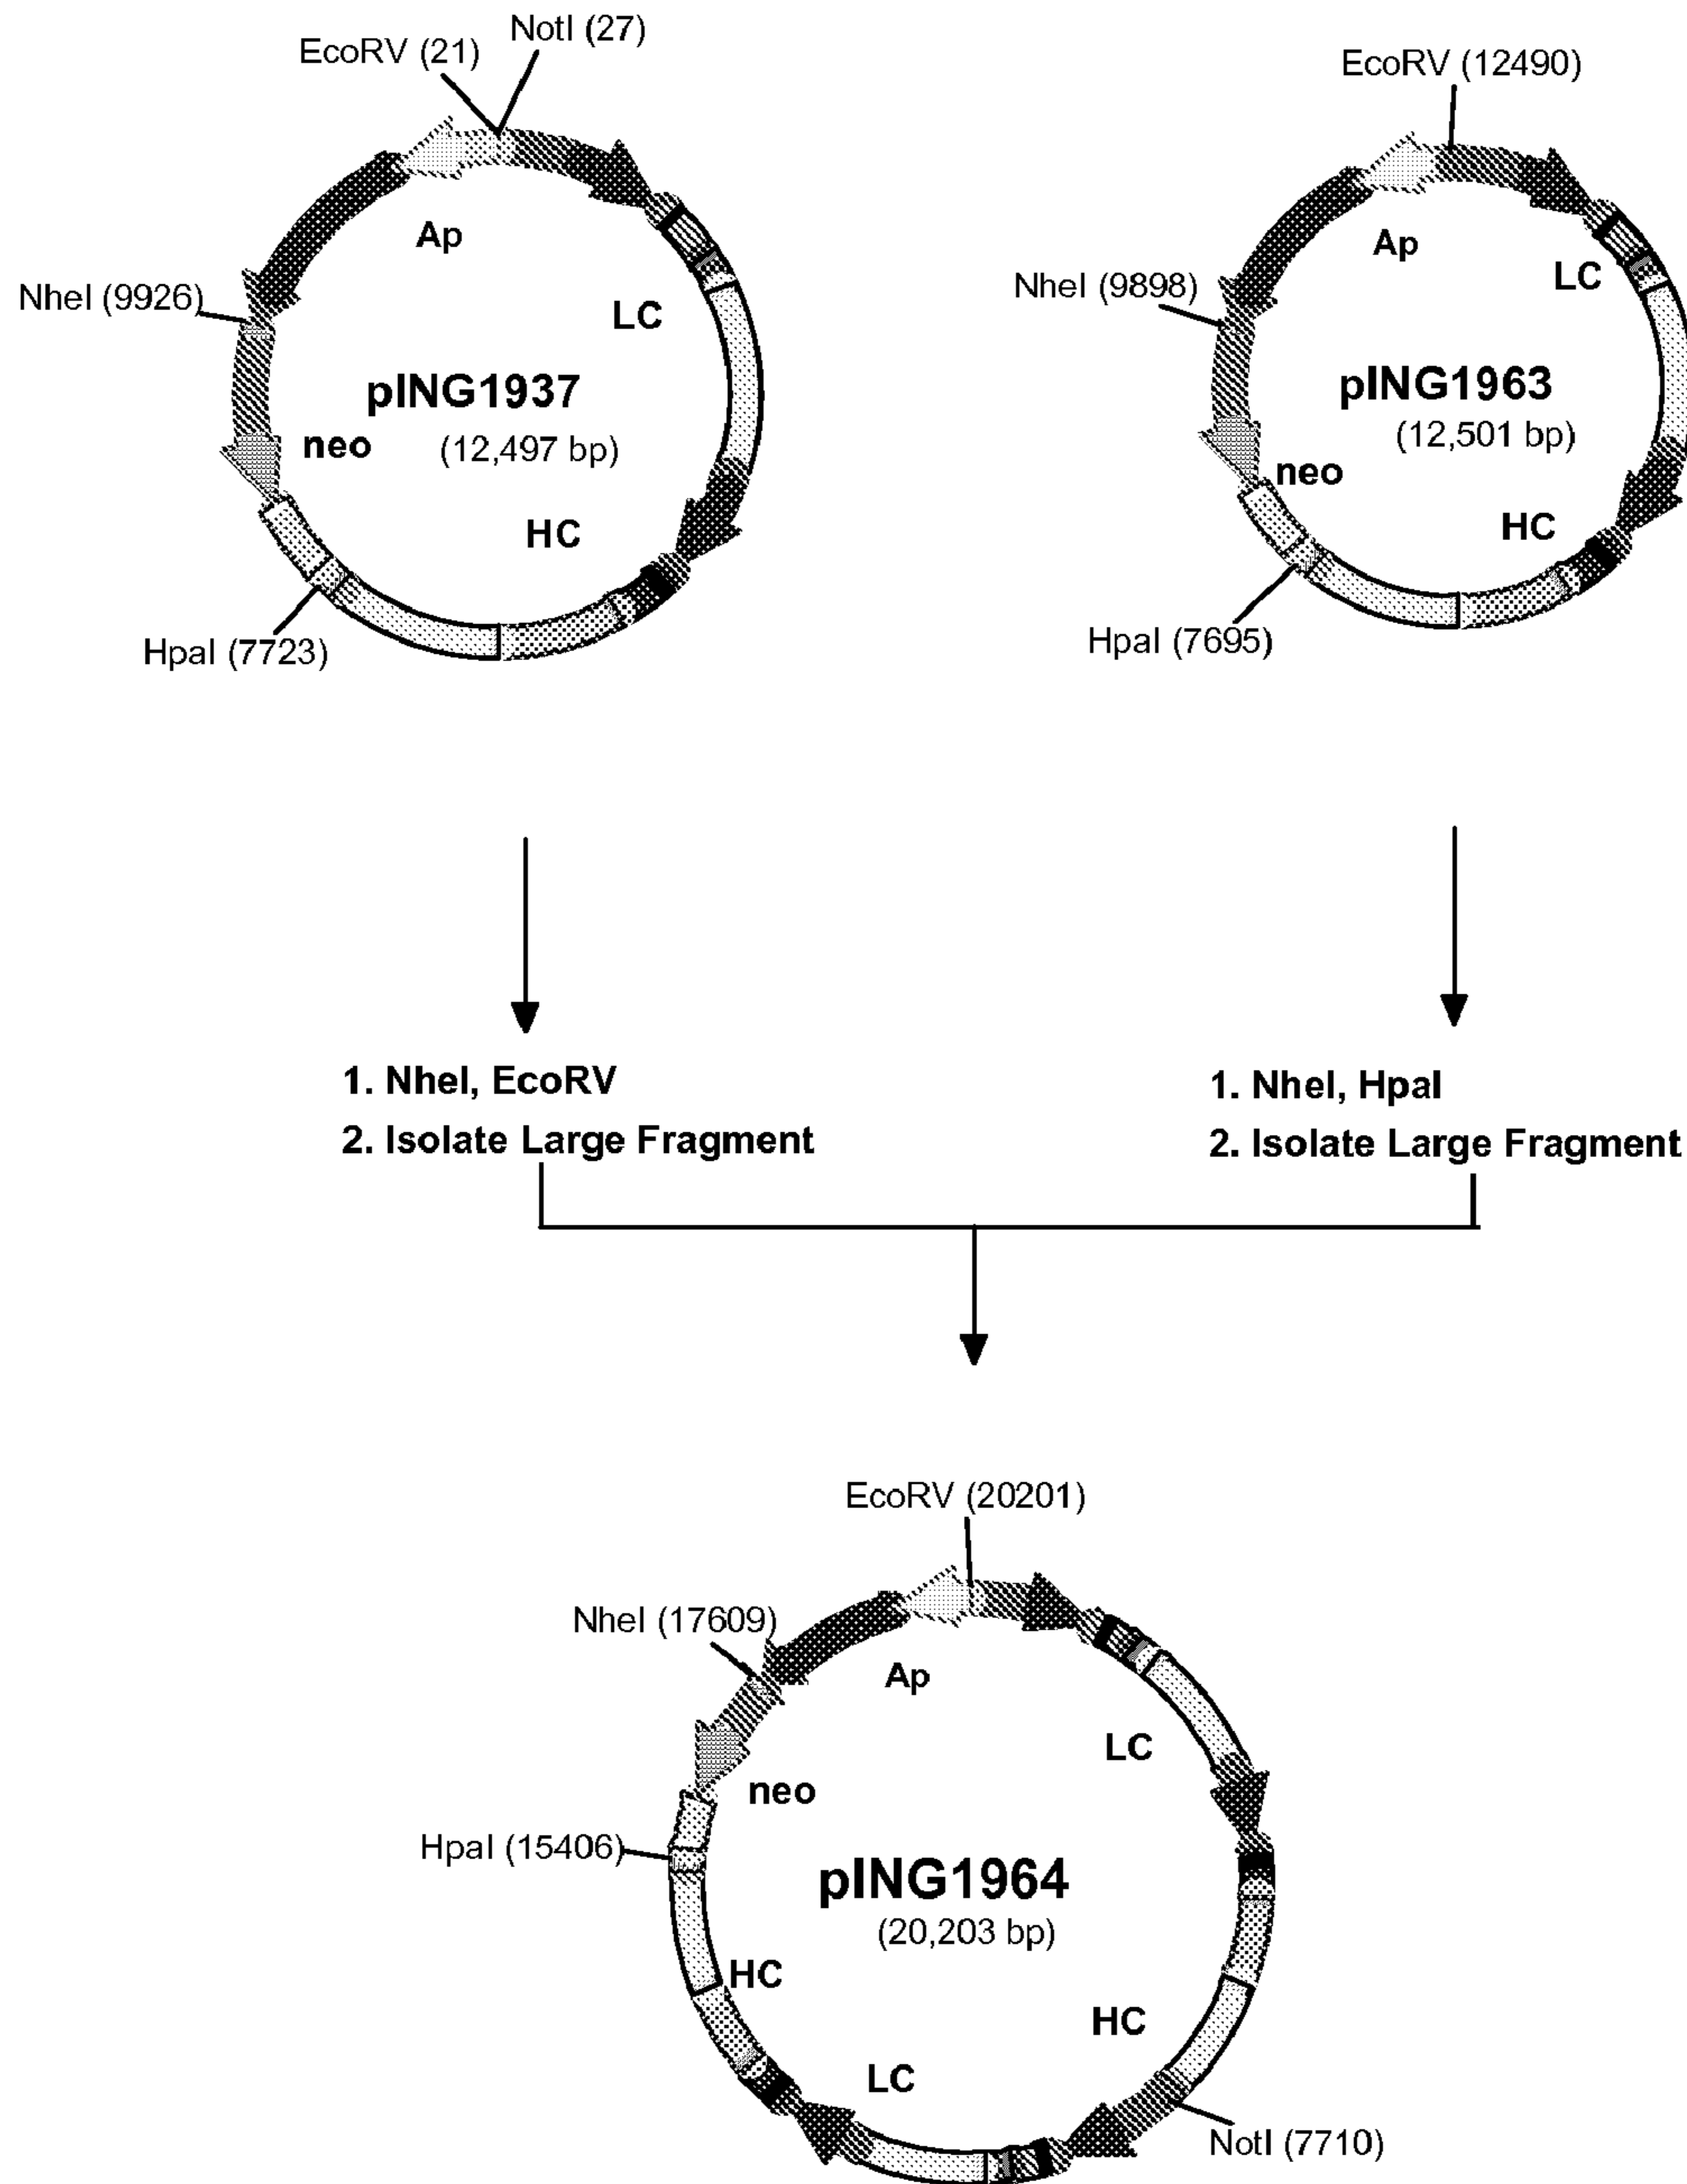 EcoRV (21)
NotI (27)
NheI (9926)
Ap
LC
pING1937
(12,497 bp)
neo
HC
HpaI (7723)
EcoRV (12490)
NheI (9898)
Ap
LC
pING1963
(12,501 bp)
neo
HC
HpaI (7695)
1. NheI, EcoRV
2. Isolate Large Fragment
1. NheI, HpaI
2. Isolate Large Fragment
EcoRV (20201)
NheI (17609)
Ap
LC
neo
HpaI (15406)
pING1964
(20,203 bp)
HC
HC
LC
NotI (7710)